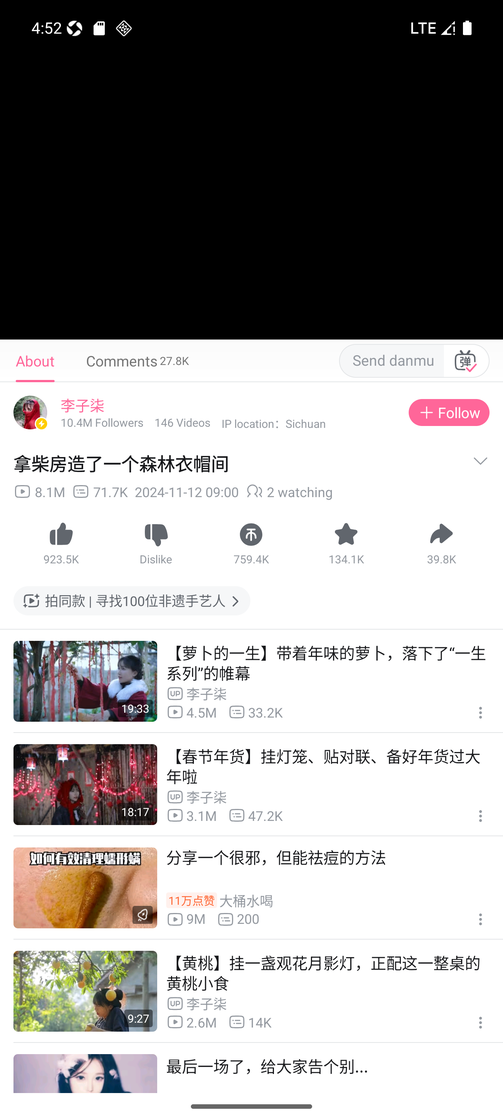 4:52
LTE
About
Comments 27.8K
Send danmu
弹
李子柒
10.4M Followers 146 Videos IP location：Sichuan
+ Follow
拿柴房造了一个森林衣帽间
8.1M 71.7K 2024-11-12 09:00 2 watching
923.5K
Dislike
759.4K
134.1K
39.8K
拍同款 | 寻找100位非遗手艺人
19:33
【萝卜的一生】带着年味的萝卜，落下了“一生
系列”的帷幕
UP 李子柒
4.5M 33.2K
18:17
【春节年货】挂灯笼、贴对联、备好年货过大
年啦
UP 李子柒
3.1M 47.2K
如何有效清理蠕形螨
分享一个很邪，但能祛痘的方法
11万点赞 大桶水喝
9M 200
9:27
【黄桃】挂一盏观花月影灯，正配这一整桌的
黄桃小食
UP 李子柒
2.6M 14K
最后一场了，给大家告个别...